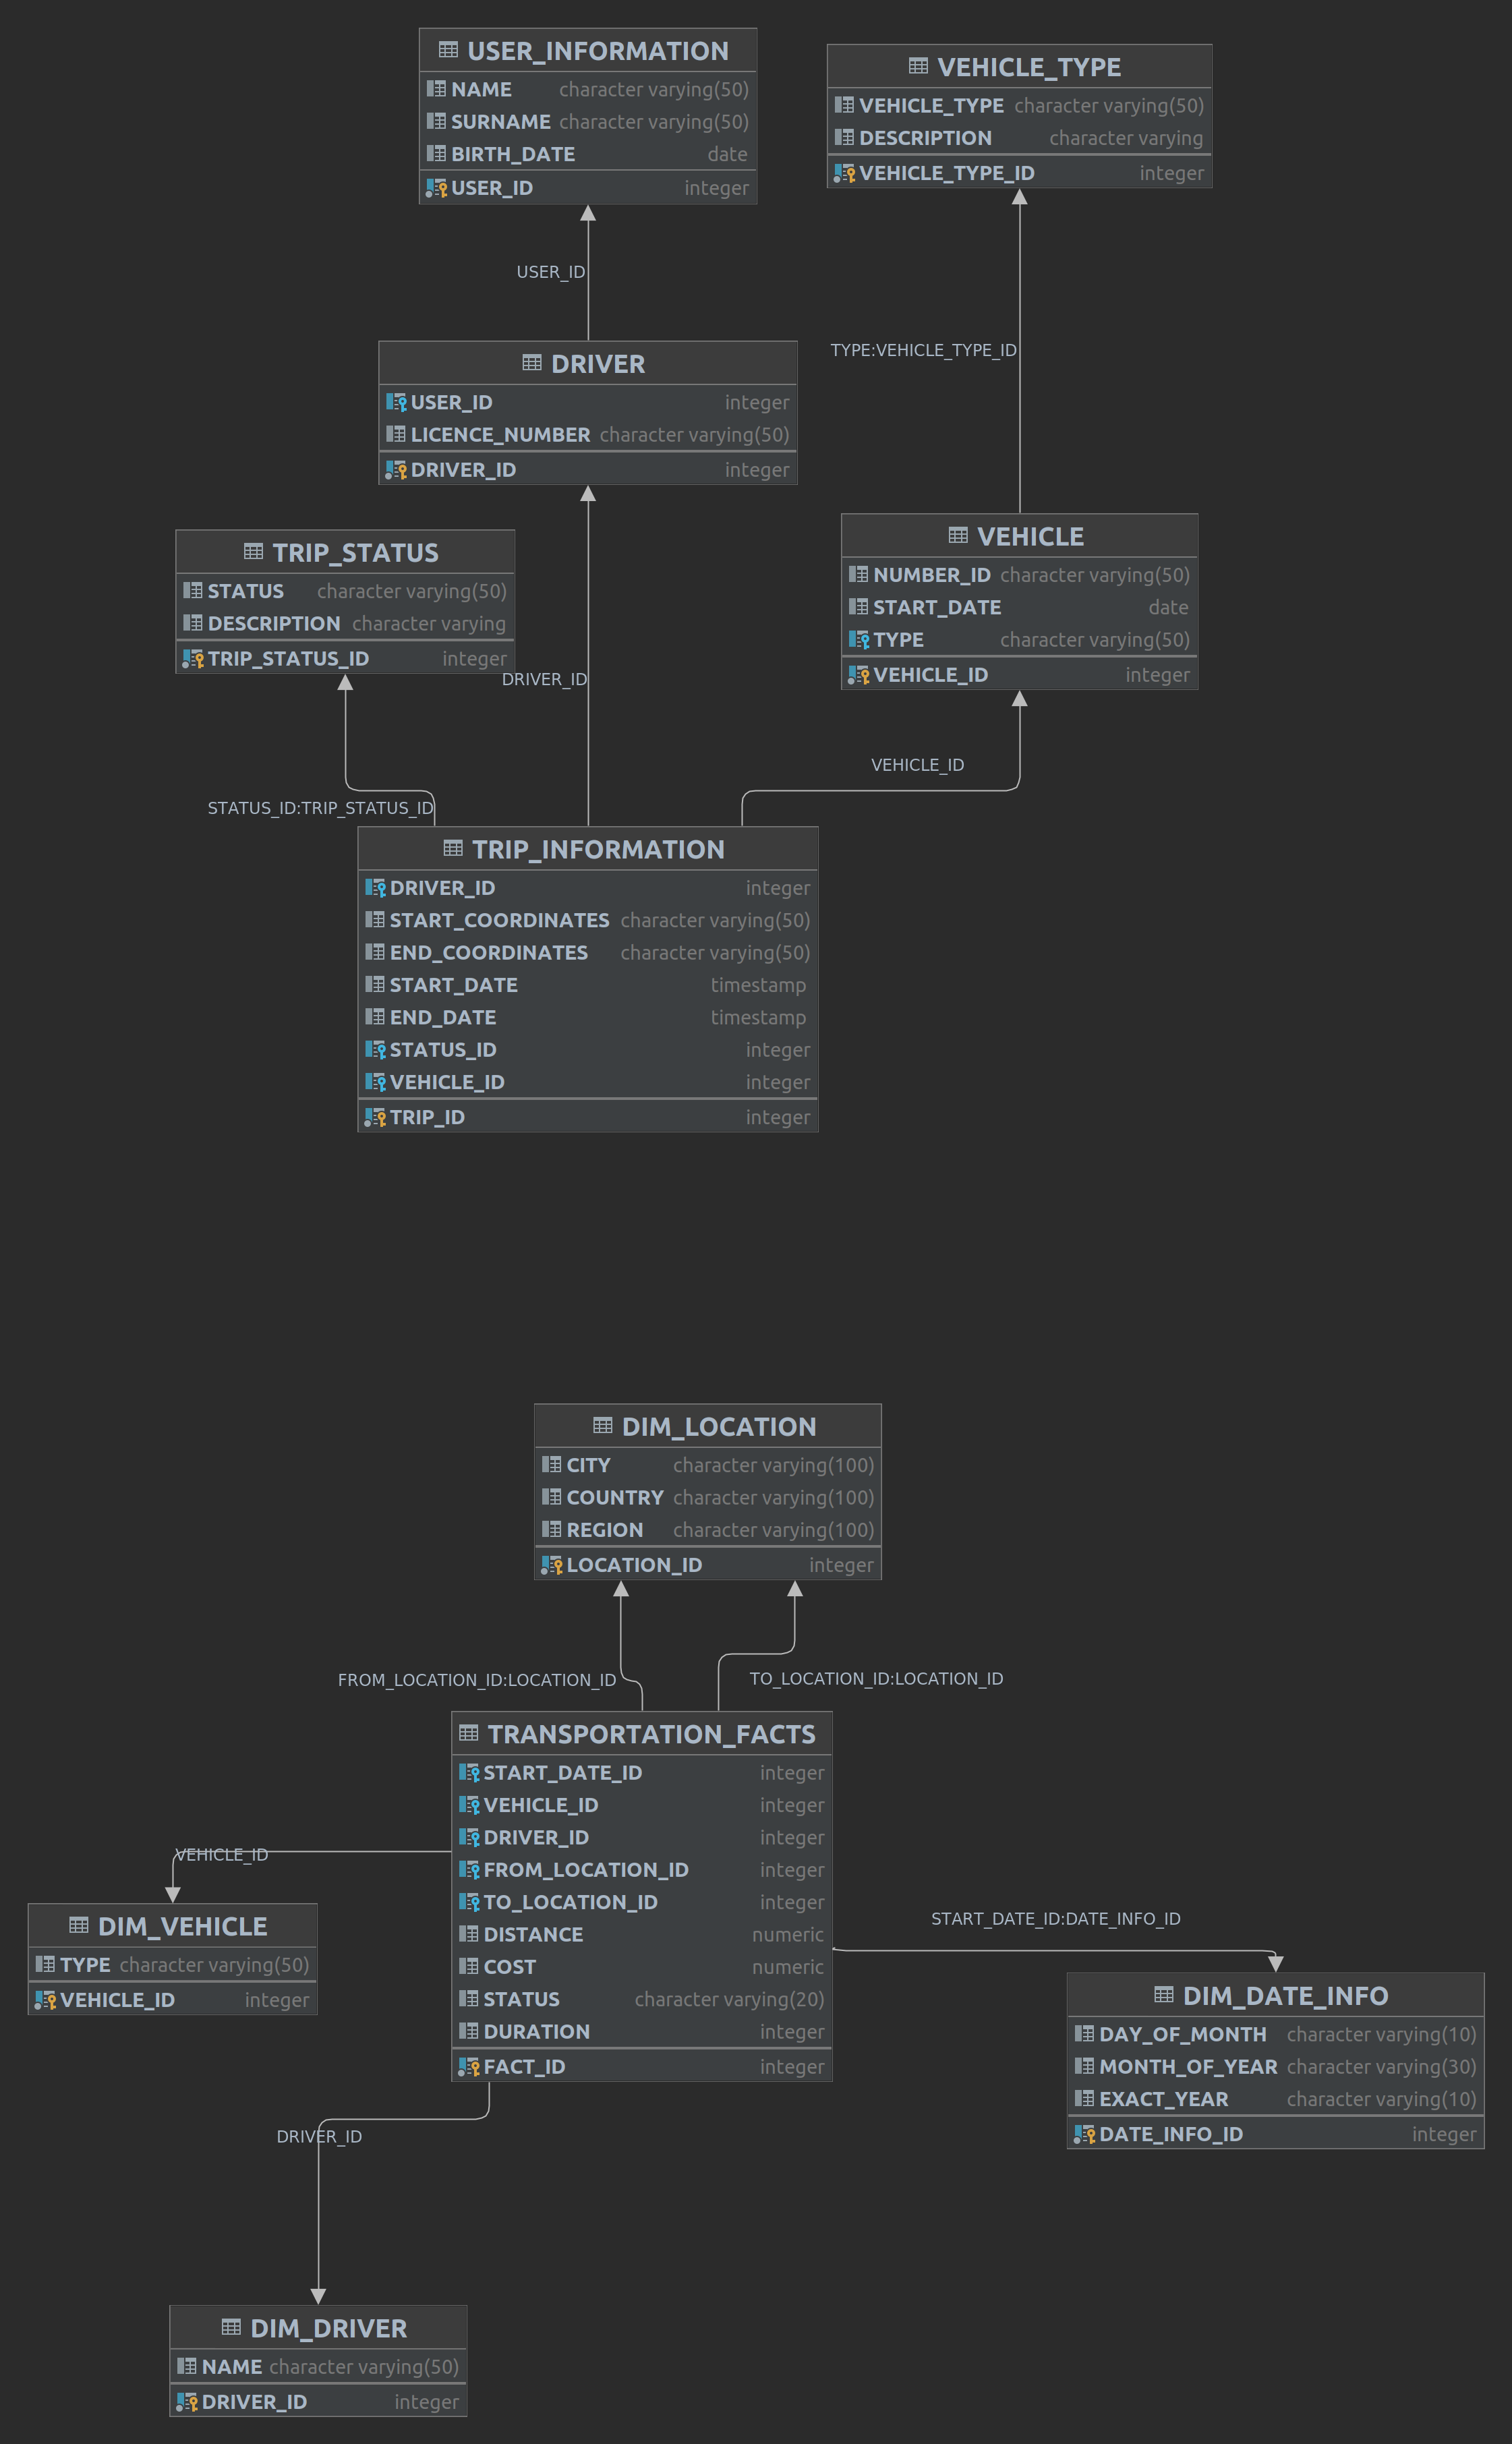 USER_INFORMATION
NAME character varying(50)
SURNAME character varying(50)
BIRTH_DATE date
USER_ID integer
VEHICLE_TYPE
VEHICLE_TYPE character varying(50)
DESCRIPTION character varying
VEHICLE_TYPE_ID integer
USER_ID
TYPE:VEHICLE_TYPE_ID
DRIVER
USER_ID integer
LICENCE_NUMBER character varying(50)
DRIVER_ID integer
TRIP_STATUS
STATUS character varying(50)
DESCRIPTION character varying
TRIP_STATUS_ID integer
VEHICLE
NUMBER_ID character varying(50)
START_DATE date
TYPE character varying(50)
VEHICLE_ID integer
DRIVER_ID
VEHICLE_ID
STATUS_ID:TRIP_STATUS_ID
TRIP_INFORMATION
DRIVER_ID integer
START_COORDINATES character varying(50)
END_COORDINATES character varying(50)
START_DATE timestamp
END_DATE timestamp
STATUS_ID integer
VEHICLE_ID integer
TRIP_ID integer
DIM_LOCATION
CITY character varying(100)
COUNTRY character varying(100)
REGION character varying(100)
LOCATION_ID integer
FROM_LOCATION_ID:LOCATION_ID
TO_LOCATION_ID:LOCATION_ID
TRANSPORTATION_FACTS
START_DATE_ID integer
VEHICLE_ID integer
DRIVER_ID integer
FROM_LOCATION_ID integer
TO_LOCATION_ID integer
DISTANCE numeric
COST numeric
STATUS character varying(20)
DURATION integer
FACT_ID integer
VEHICLE_ID
DIM_VEHICLE
TYPE character varying(50)
VEHICLE_ID integer
START_DATE_ID:DATE_INFO_ID
DIM_DATE_INFO
DAY_OF_MONTH character varying(10)
MONTH_OF_YEAR character varying(30)
EXACT_YEAR character varying(10)
DATE_INFO_ID integer
DRIVER_ID
DIM_DRIVER
NAME character varying(50)
DRIVER_ID integer